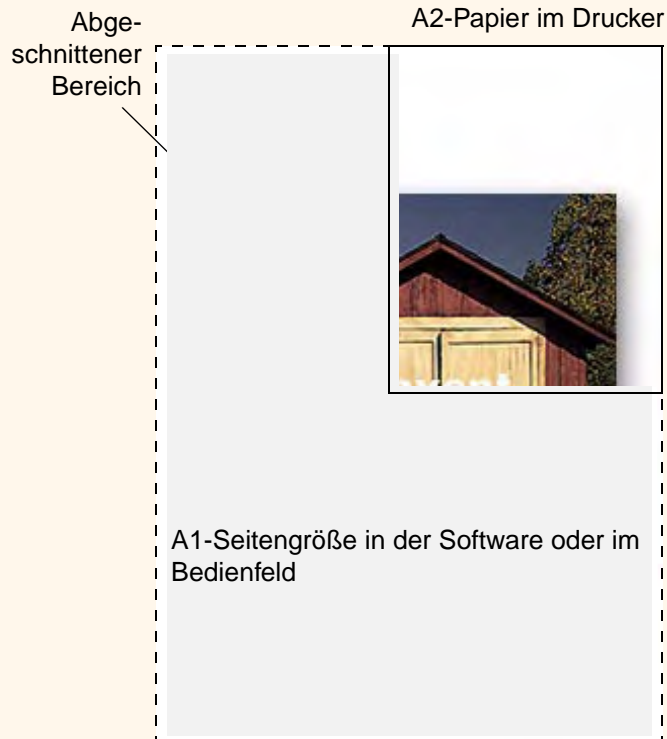 Abge-
schnittener
Bereich
A2-Papier im Drucker
A1-Seitengröße in der Software oder im
Bedienfeld